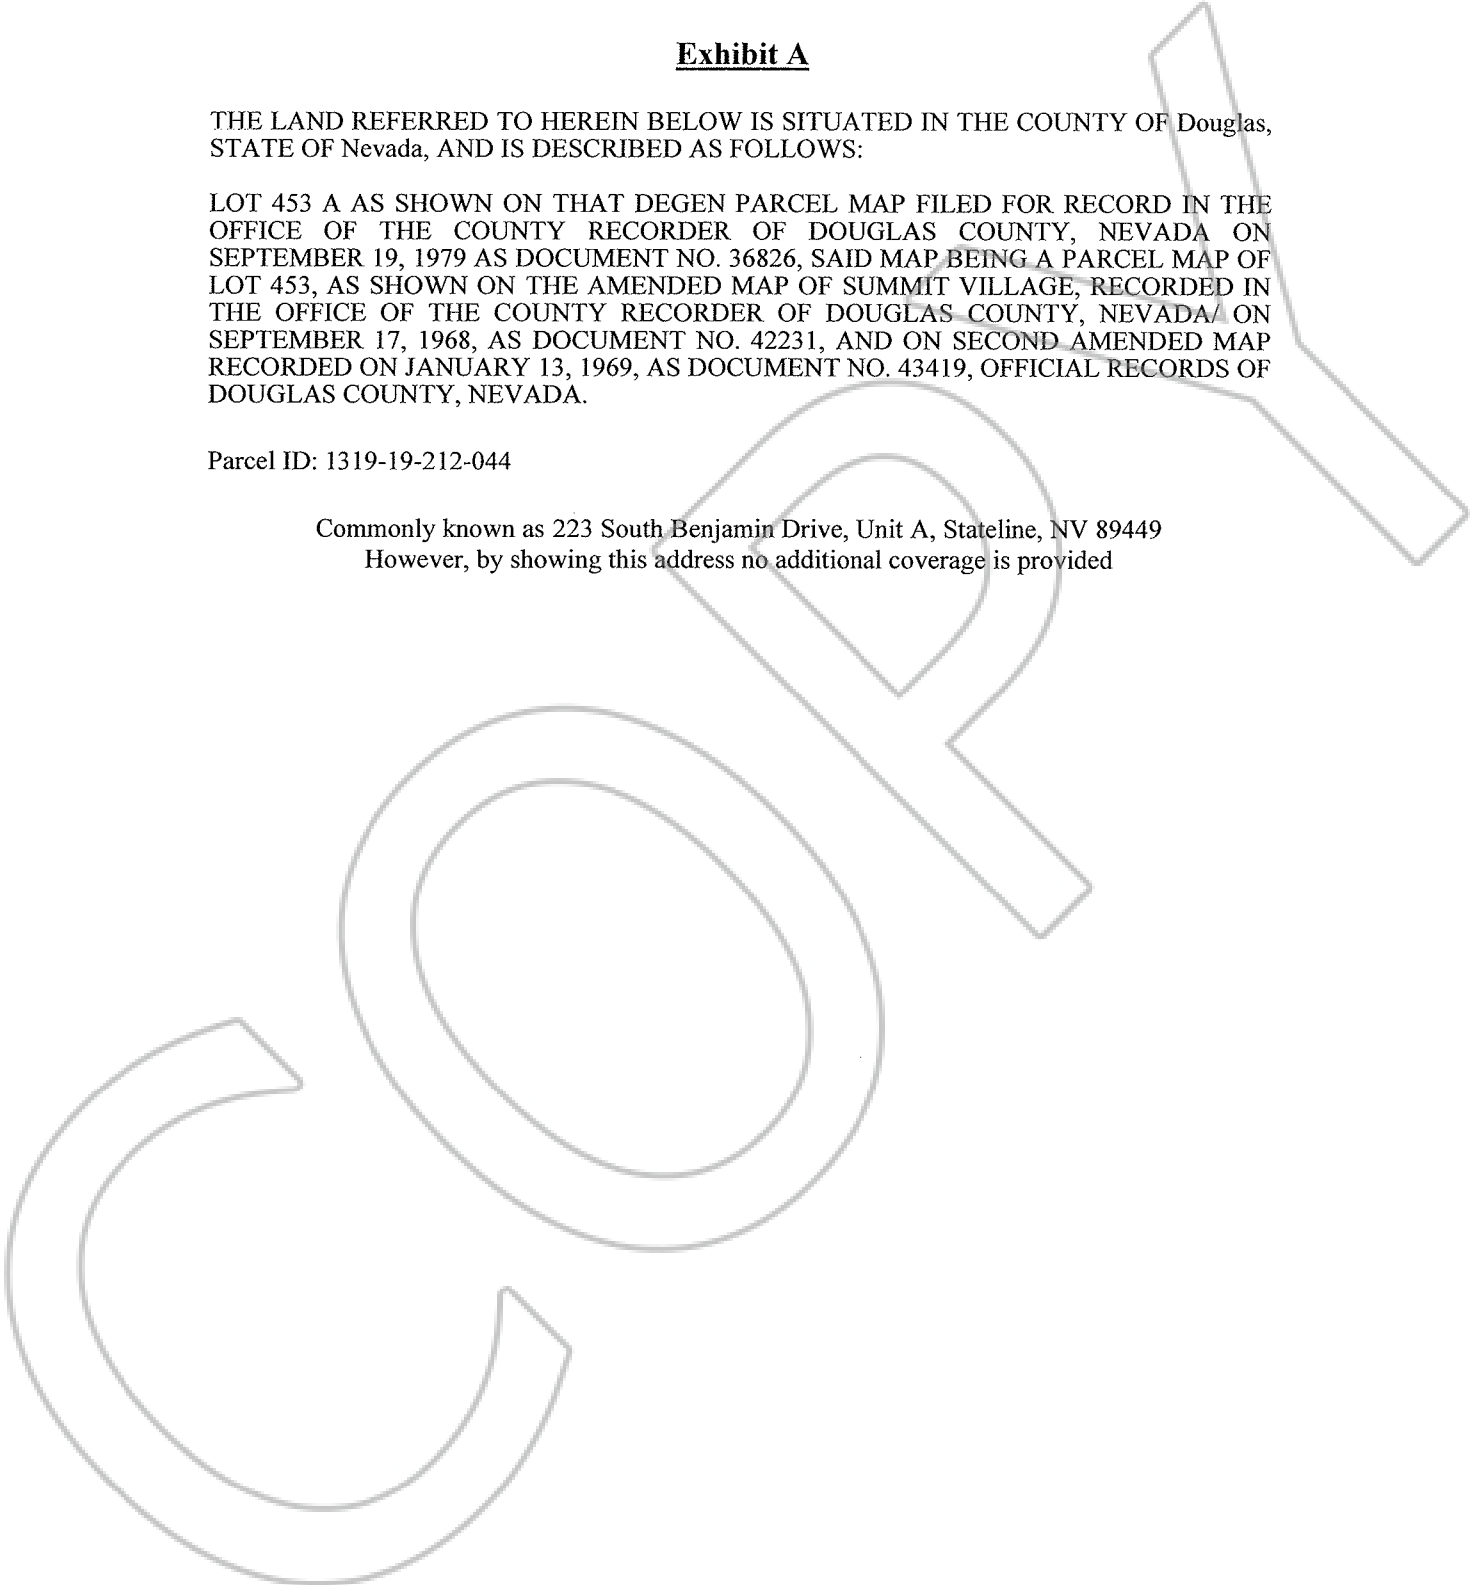 Exhibit A
THE LAND REFERRED TO HEREIN BELOW IS SITUATED IN THE COUNTY OF Douglas,
STATE OF Nevada, AND IS DESCRIBED AS FOLLOWS:
LOT 453 A AS SHOWN ON THAT DEGEN PARCEL MAP FILED FOR RECORD IN THE
OFFICE OF THE COUNTY RECORDER OF DOUGLAS COUNTY, NEVADA ON
SEPTEMBER 19, 1979 AS DOCUMENT NO. 36826, SAID MAP BEING A PARCEL MAP OF
LOT 453, AS SHOWN ON THE AMENDED MAP OF SUMMIT VILLAGE, RECORDED IN
THE OFFICE OF THE COUNTY RECORDER OF DOUGLAS COUNTY, NEVADA/ ON
SEPTEMBER 17, 1968, AS DOCUMENT NO. 42231, AND ON SECOND AMENDED MAP
RECORDED ON JANUARY 13, 1969, AS DOCUMENT NO. 43419, OFFICIAL RECORDS OF
DOUGLAS COUNTY, NEVADA.
Parcel ID: 1319-19-212-044
Commonly known as 223 South Benjamin Drive, Unit A, Stateline, NV 89449
However, by showing this address no additional coverage is provided
COPY